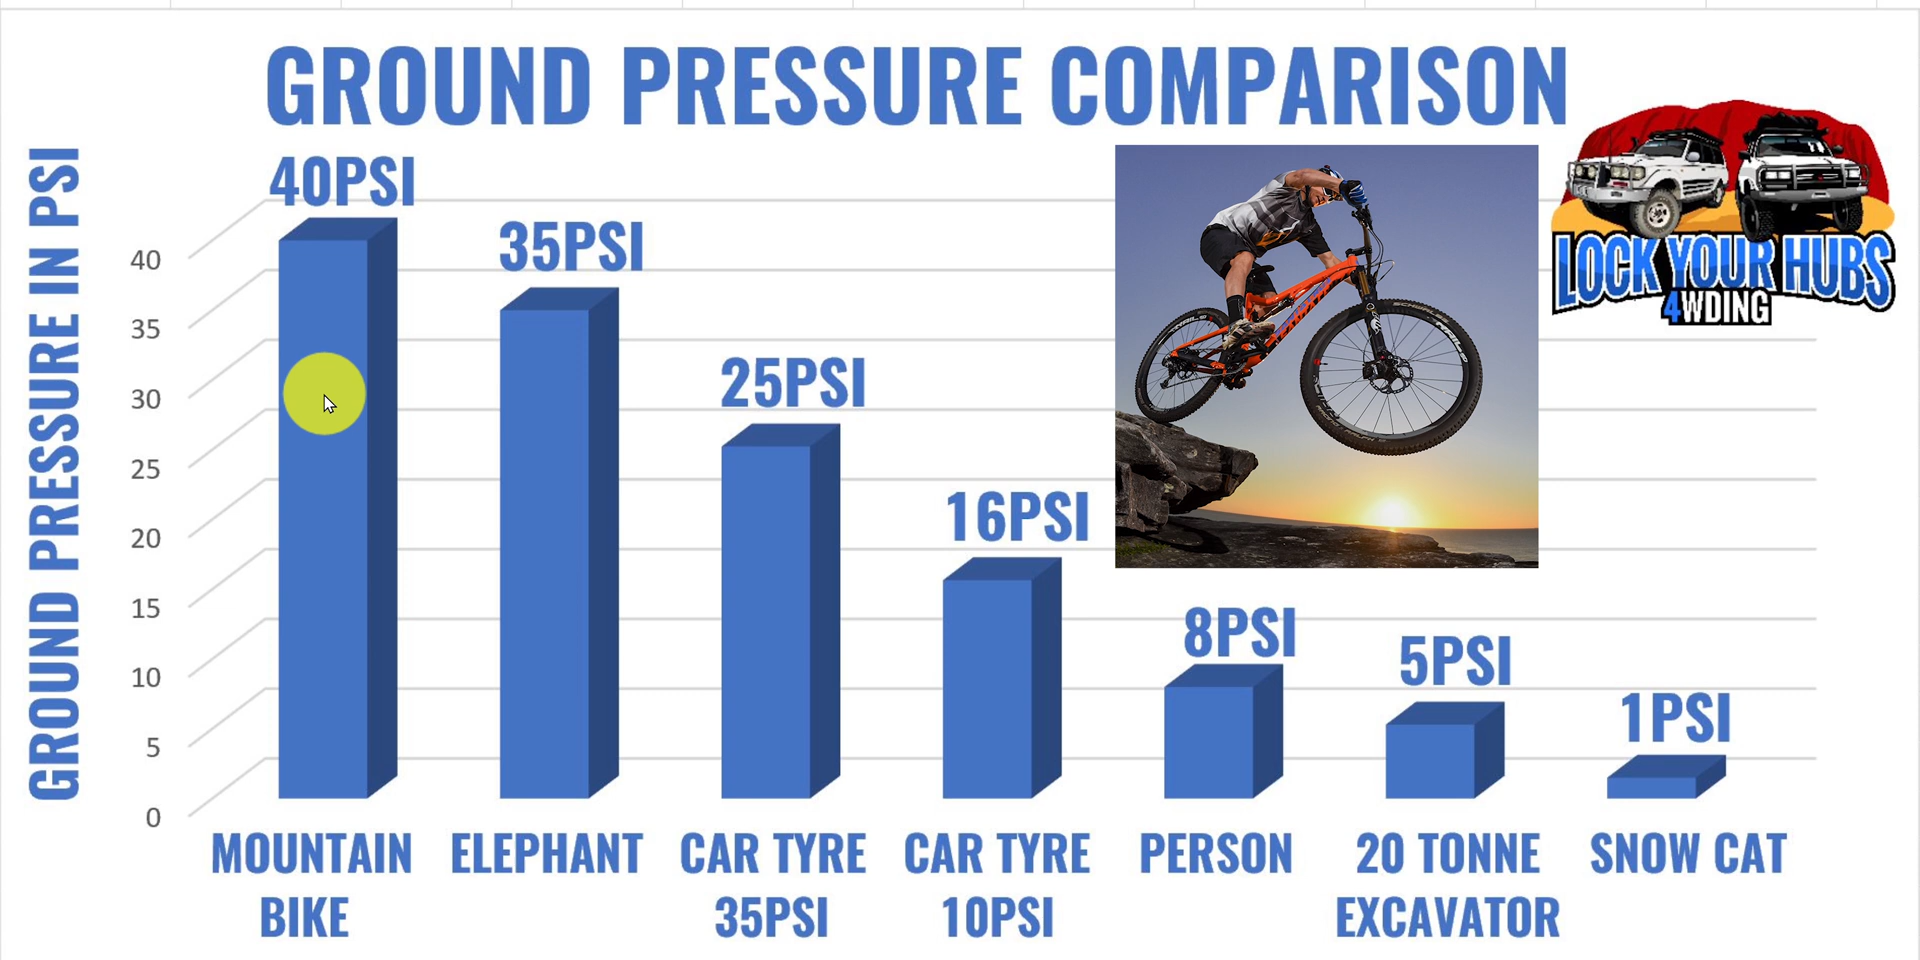 GROUND PRESSURE COMPARISON
GROUND PRESSURE IN PSI
40PSI
35PSI
25PSI
16PSI
8PSI
5PSI
1PSI
40
35
30
25
20
15
10
5
0
MOUNTAIN
BIKE
ELEPHANT
CAR TYRE
35PSI
CAR TYRE
10PSI
PERSON
20 TONNE
EXCAVATOR
SNOW CAT
LOCK YOUR HUBS
4WDING